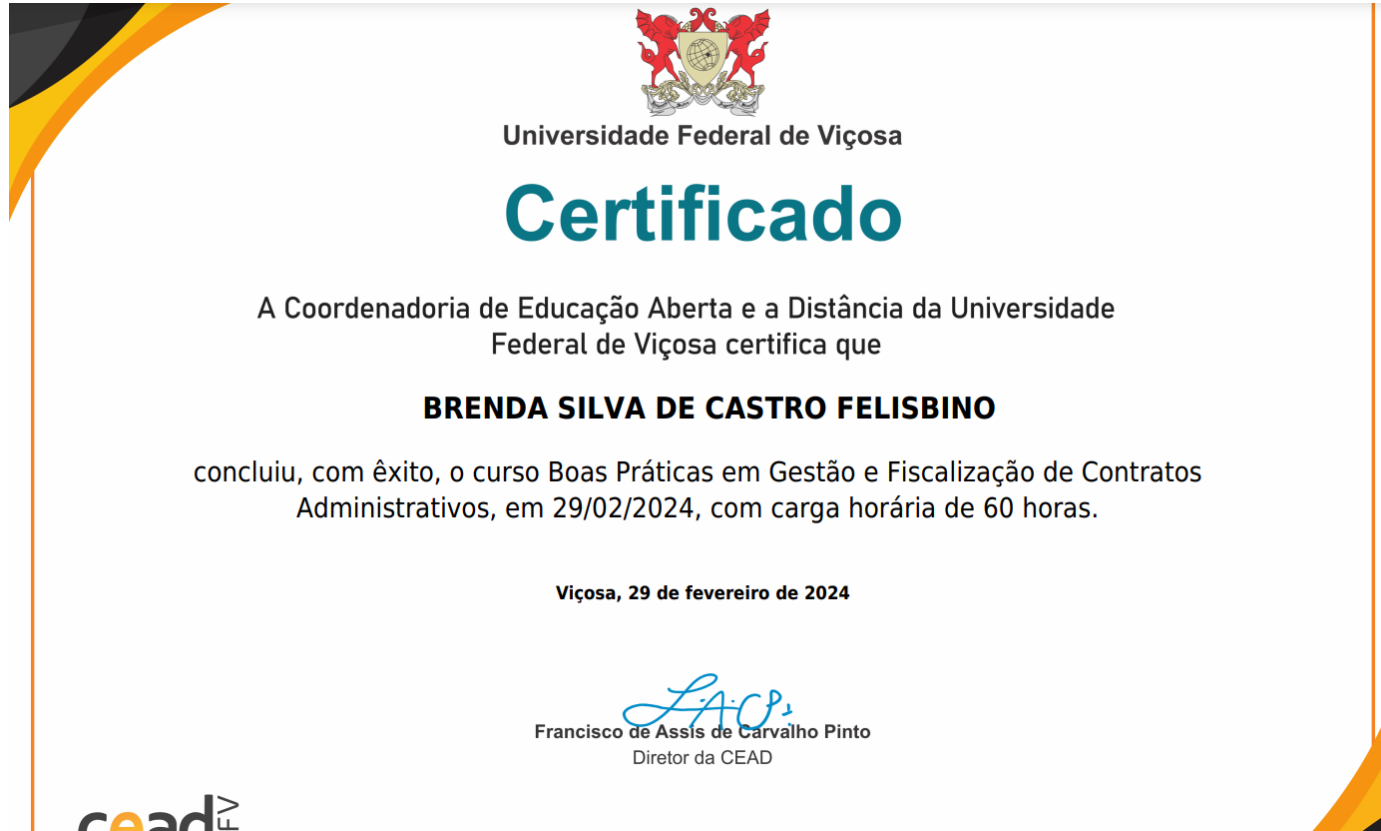 Universidade Federal de Viçosa
Certificado
A Coordenadoria de Educação Aberta e a Distância da Universidade
Federal de Viçosa certifica que
BRENDA SILVA DE CASTRO FELISBINO
concluiu, com êxito, o curso Boas Práticas em Gestão e Fiscalização de Contratos
Administrativos, em 29/02/2024, com carga horária de 60 horas.
Viçosa, 29 de fevereiro de 2024
Francisco de Assis de Carvalho Pinto
Diretor da CEAD
cead